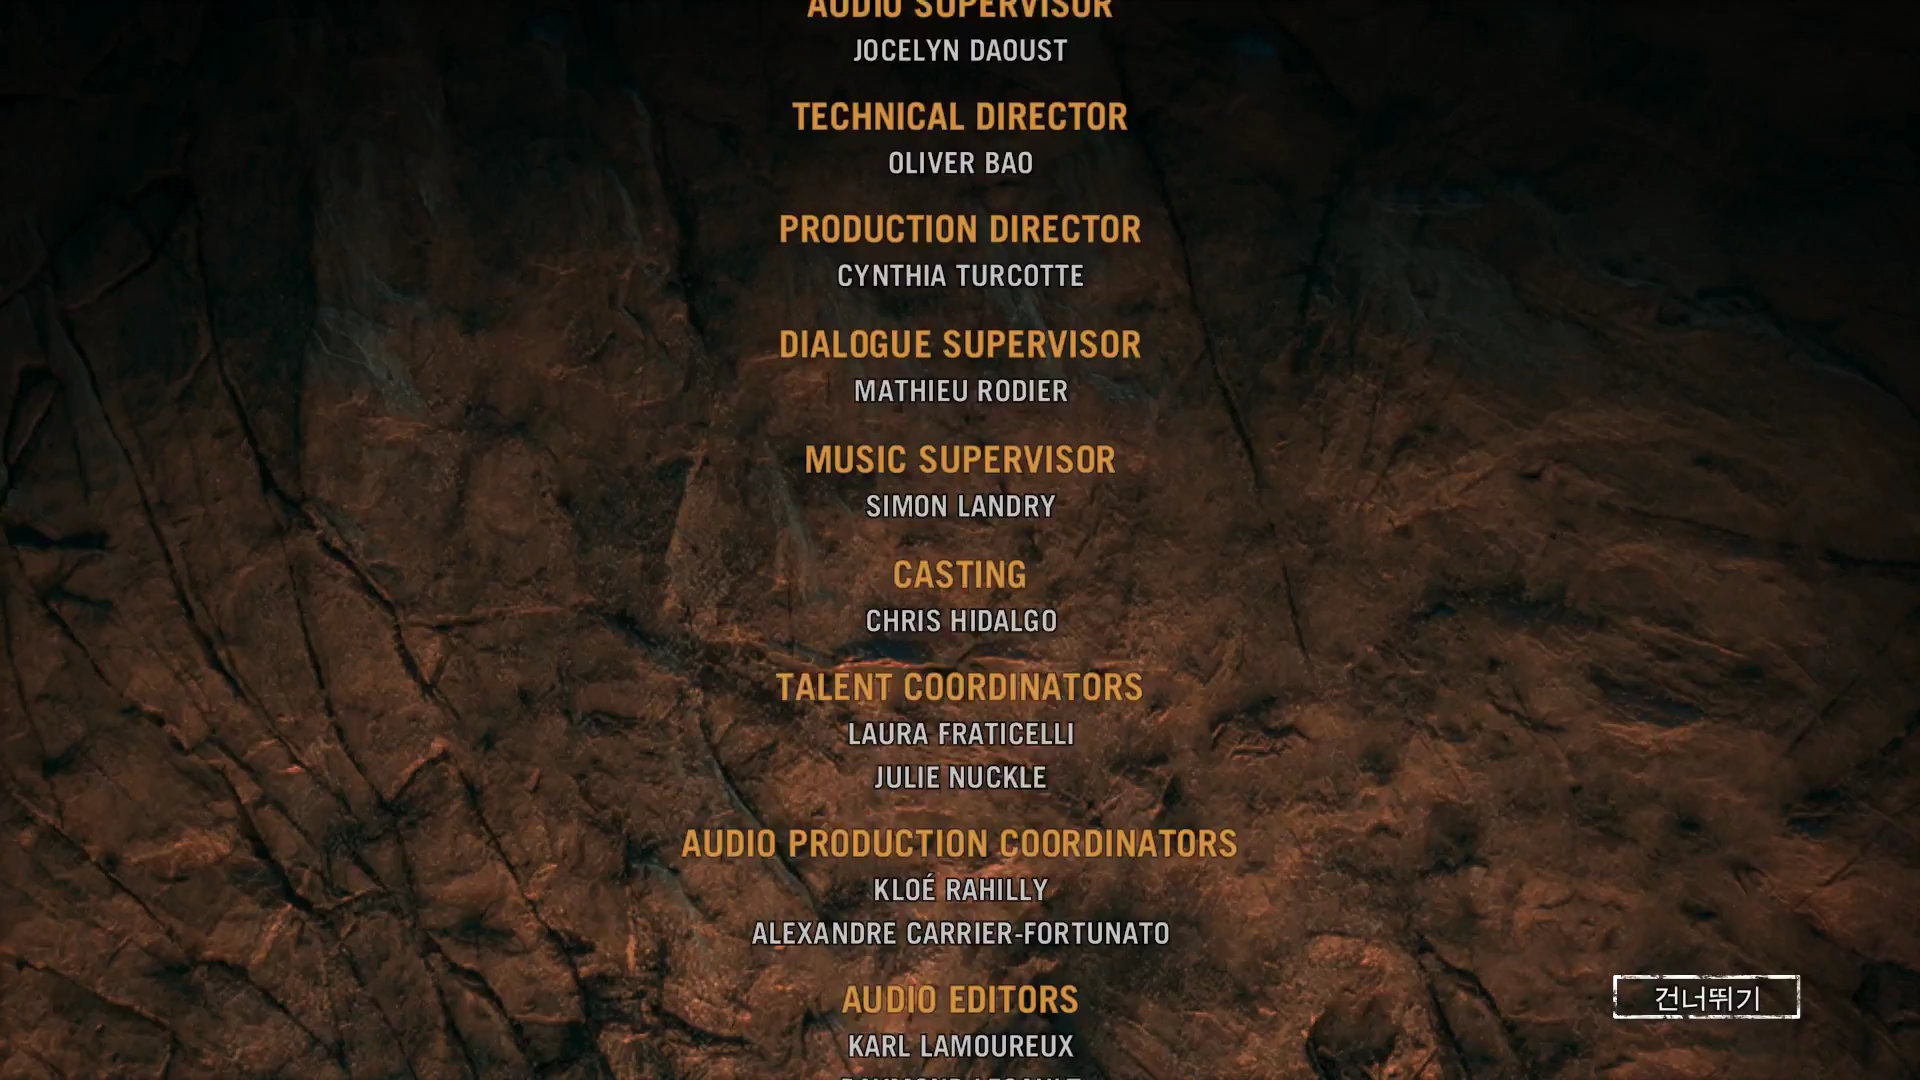 AUDIO SUPERVISOR
JOCELYN DAOUST
TECHNICAL DIRECTOR
OLIVER BAO
PRODUCTION DIRECTOR
CYNTHIA TURCOTTE
DIALOGUE SUPERVISOR
MATHIEU RODIER
MUSIC SUPERVISOR
SIMON LANDRY
CASTING
CHRIS HIDALGO
TALENT COORDINATORS
LAURA FRATICELLI
JULIE NUCKLE
AUDIO PRODUCTION COORDINATORS
KLOÉ RAHILLY
ALEXANDRE CARRIER-FORTUNATO
AUDIO EDITORS
건너뛰기
KARL LAMOUREUX